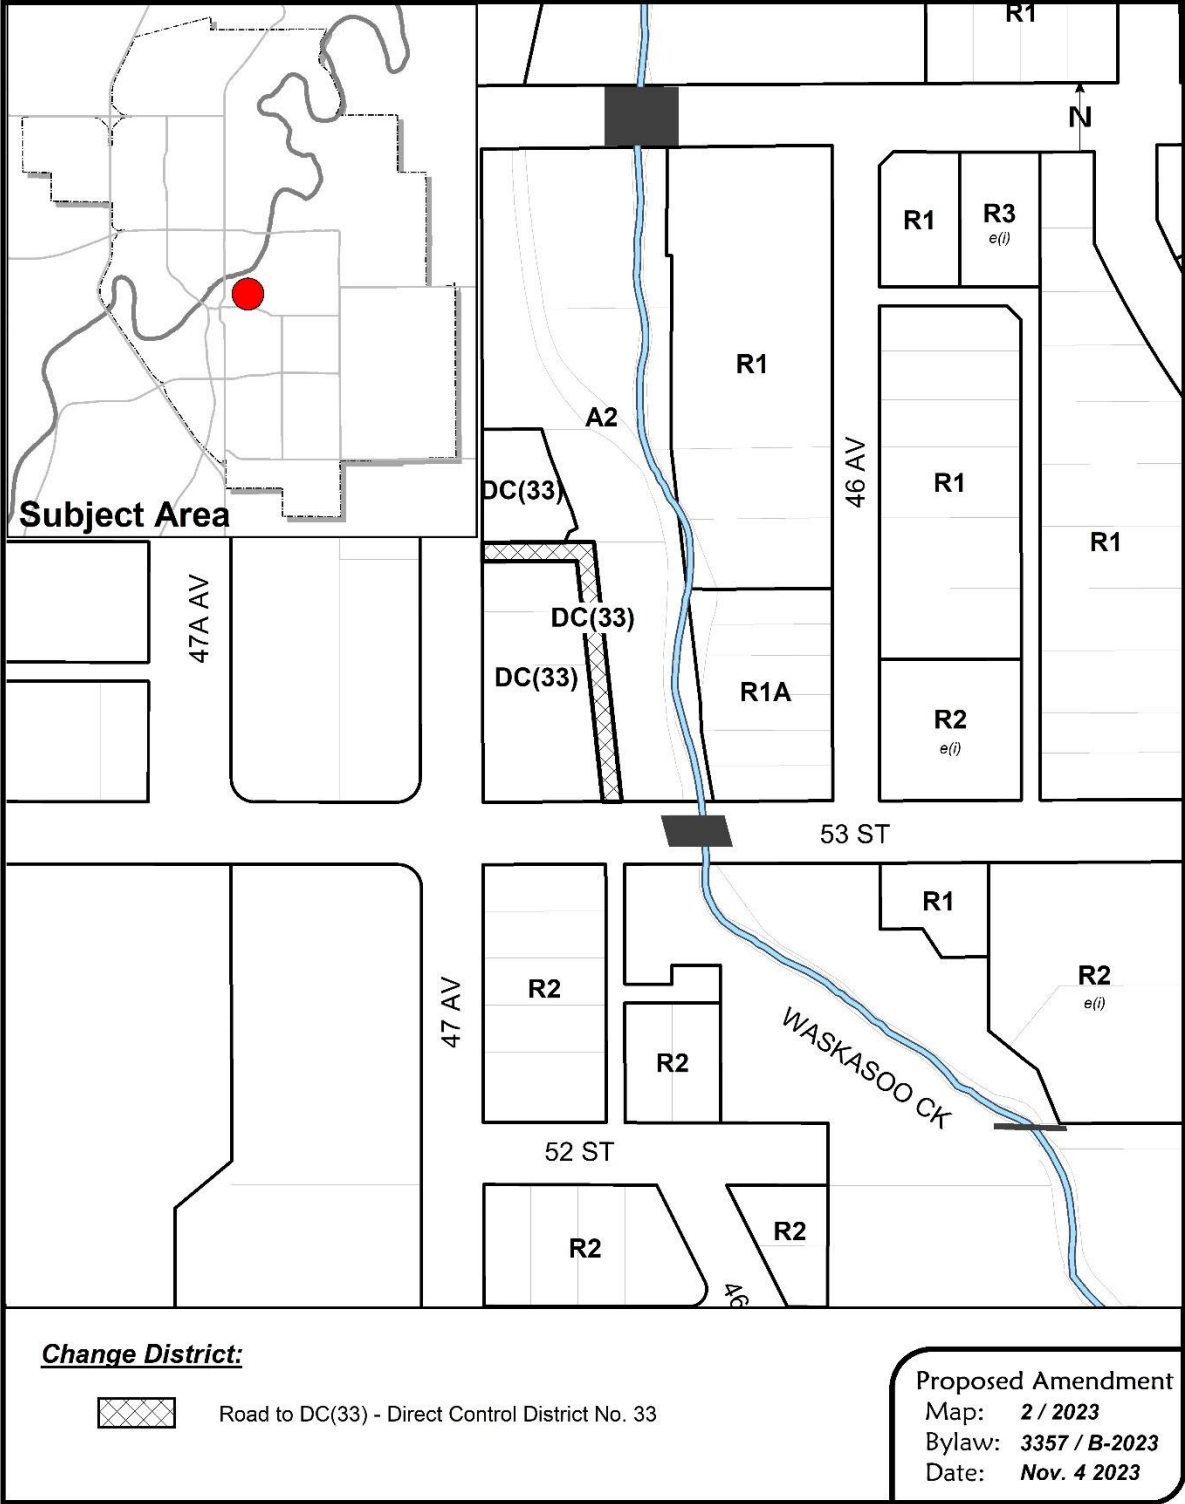 R1
N
R1
R3
e(i)
R1
A2
46 AV
DC(33)
R1
Subject Area
R1
47A AV
DC(33)
DC(33)
R1A
R2
e(i)
53 ST
R1
R2
e(i)
R2
47 AV
WASKASOO CK
R2
52 ST
R2
R2
46
Change District:
Road to DC(33) - Direct Control District No. 33
Proposed Amendment
Map: 2 / 2023
Bylaw: 3357 / B-2023
Date: Nov. 4 2023